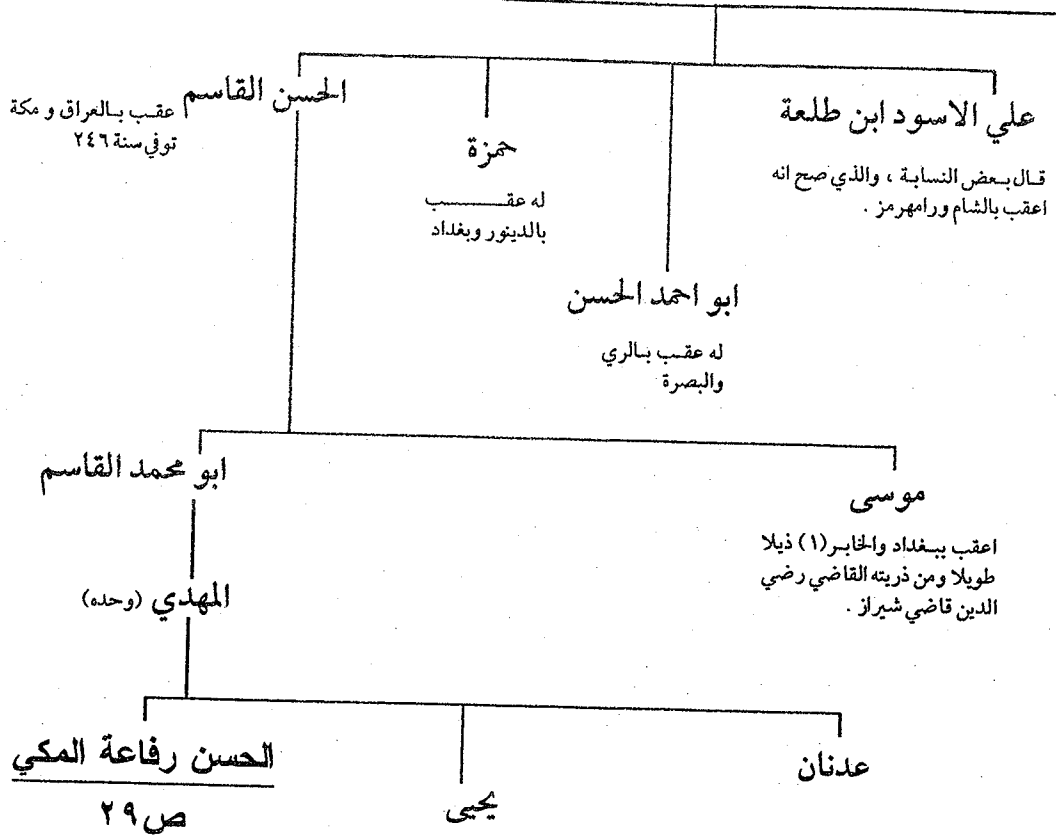 علي الاسود ابن طلعة
قال بعض النسابة ، والذي صح انه
اعقب بالشام ورامهرمز .
ابو احمد الحسن
له عقب بالري
والبصرة
حمزة
له عقب
بالدينور وبغداد
الحسن القاسم
عقب بالعراق و مكة
توفي سنة ٢٤٦
موسى
اعقب ببغداد والخابر (١) ذيلا
طويلا ومن ذريته القاضي رضي
الدين قاضي شيراز .
ابو محمد القاسم
المهدي (وحده)
عدنان
يحيى
الحسن رفاعة المكي
ص ٢٩